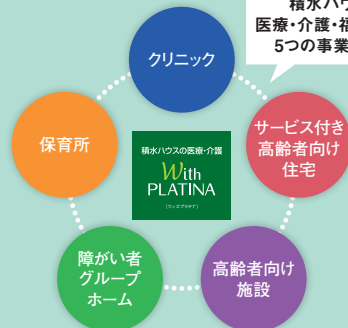 積水ハウ
医療・介護・福
5つの事業
クリニック
保育所
サービス付き
高齢者向け
住宅
積水ハウスの医療・介護
With
PLATINA
[ウィズプラチナ]
障がい者
グループ
ホーム
高齢者向け
施設